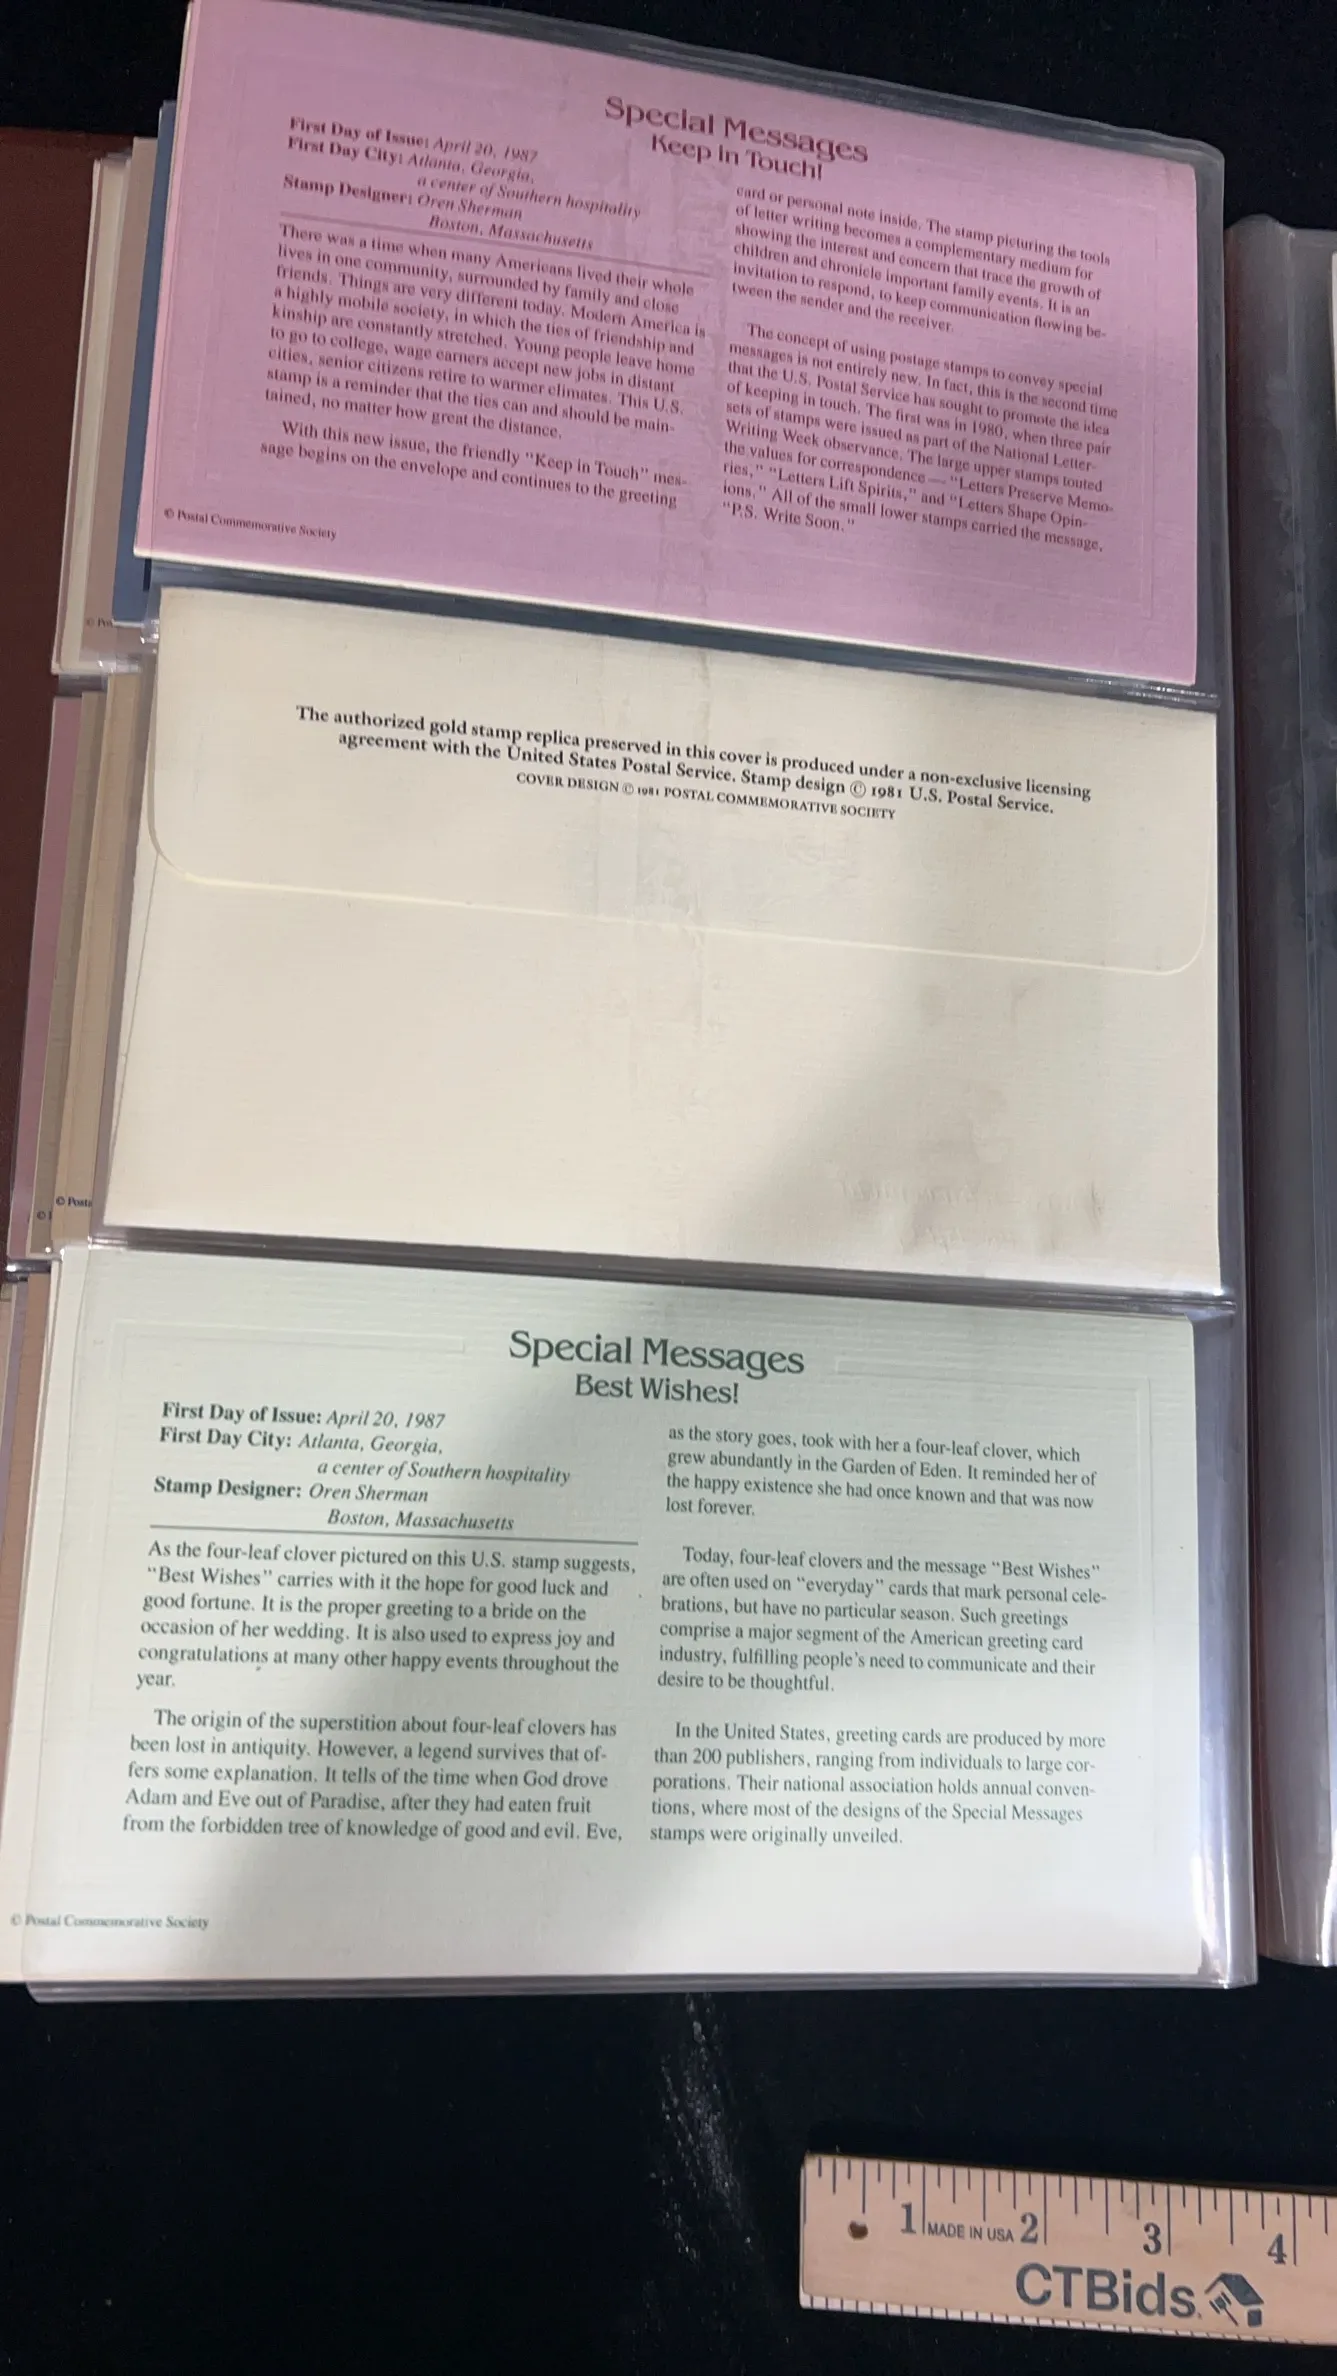 Special Messages
Keep in Touch!
First Day of Issue: April 20, 1987
First Day City: Atlanta, Georgia,
a center of Southern hospitality
Stamp Designer: Oren Sherman
Boston, Massachusetts
There was a time when many Americans lived their whole
lives in one community, surrounded by family and close
friends. Things are very different today. Modern America is
a highly mobile society, in which the ties of friendship and
kinship are constantly stretched. Young people leave home
to go to college, wage earners accept new jobs in distant
cities, senior citizens retire to warmer climates. This U.S.
stamp is a reminder that the ties can and should be main-
tained, no matter how great the distance.
With this new issue, the friendly "Keep in Touch" mes-
sage begins on the envelope and continues to the greeting
card or personal note inside. The stamp picturing the tools
of letter writing becomes a complementary medium for
showing the interest and concern that trace the growth of
children and chronicle important family events. It is an
invitation to respond, to keep communication flowing be-
tween the sender and the receiver.
The concept of using postage stamps to convey special
messages is not entirely new. In fact, this is the second time
that the U.S. Postal Service has sought to promote the idea
of keeping in touch. The first was in 1980, when three pair
sets of stamps were issued as part of the National Letter-
Writing Week observance. The large upper stamps touted
the values for correspondence — "Letters Preserve Memo-
ries," "Letters Lift Spirits," and "Letters Shape Opin-
ions." All of the small lower stamps carried the message,
"P.S. Write Soon."
© Postal Commemorative Society
© Pos
The authorized gold stamp replica preserved in this cover is produced under a non-exclusive licensing
agreement with the United States Postal Service. Stamp design © 1981 U.S. Postal Service.
COVER DESIGN © 1981 POSTAL COMMEMORATIVE SOCIETY
© Posta
©
Special Messages
Best Wishes!
First Day of Issue: April 20, 1987
First Day City: Atlanta, Georgia,
a center of Southern hospitality
Stamp Designer: Oren Sherman
Boston, Massachusetts
As the four-leaf clover pictured on this U.S. stamp suggests,
"Best Wishes" carries with it the hope for good luck and
good fortune. It is the proper greeting to a bride on the
occasion of her wedding. It is also used to express joy and
congratulations at many other happy events throughout the
year.
The origin of the superstition about four-leaf clovers has
been lost in antiquity. However, a legend survives that of-
fers some explanation. It tells of the time when God drove
Adam and Eve out of Paradise, after they had eaten fruit
from the forbidden tree of knowledge of good and evil. Eve,
as the story goes, took with her a four-leaf clover, which
grew abundantly in the Garden of Eden. It reminded her of
the happy existence she had once known and that was now
lost forever.
Today, four-leaf clovers and the message "Best Wishes"
are often used on "everyday" cards that mark personal cele-
brations, but have no particular season. Such greetings
comprise a major segment of the American greeting card
industry, fulfilling people's need to communicate and their
desire to be thoughtful.
In the United States, greeting cards are produced by more
than 200 publishers, ranging from individuals to large cor-
porations. Their national association holds annual conven-
tions, where most of the designs of the Special Messages
stamps were originally unveiled.
© Postal Commemorative Society
1 MADE IN USA 2 3 4
CTBids.